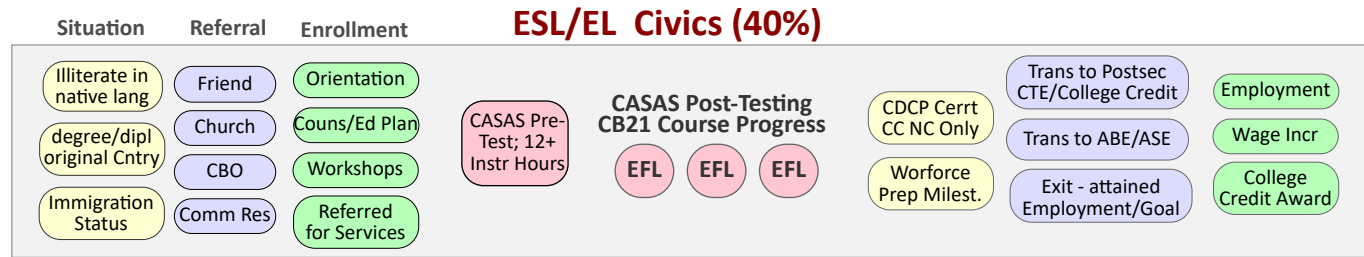 ESL/EL Civics (40%)
Situation
Referral
Enrollment
Illiterate in
native lang
degree/dipl
original Cntry
Immigration
Status
Friend
Church
CBO
Comm Res
Orientation
Couns/Ed Plan
Workshops
Referred
for Services
CASAS Pre-
Test; 12+
Instr Hours
CASAS Post-Testing
CB21 Course Progress
EFL
EFL
EFL
CDCP Cerrt
CC NC Only
Worforce
Prep Milest.
Trans to Postsec
CTE/College Credit
Trans to ABE/ASE
Exit - attained
Employment/Goal
Employment
Wage Incr
College
Credit Award